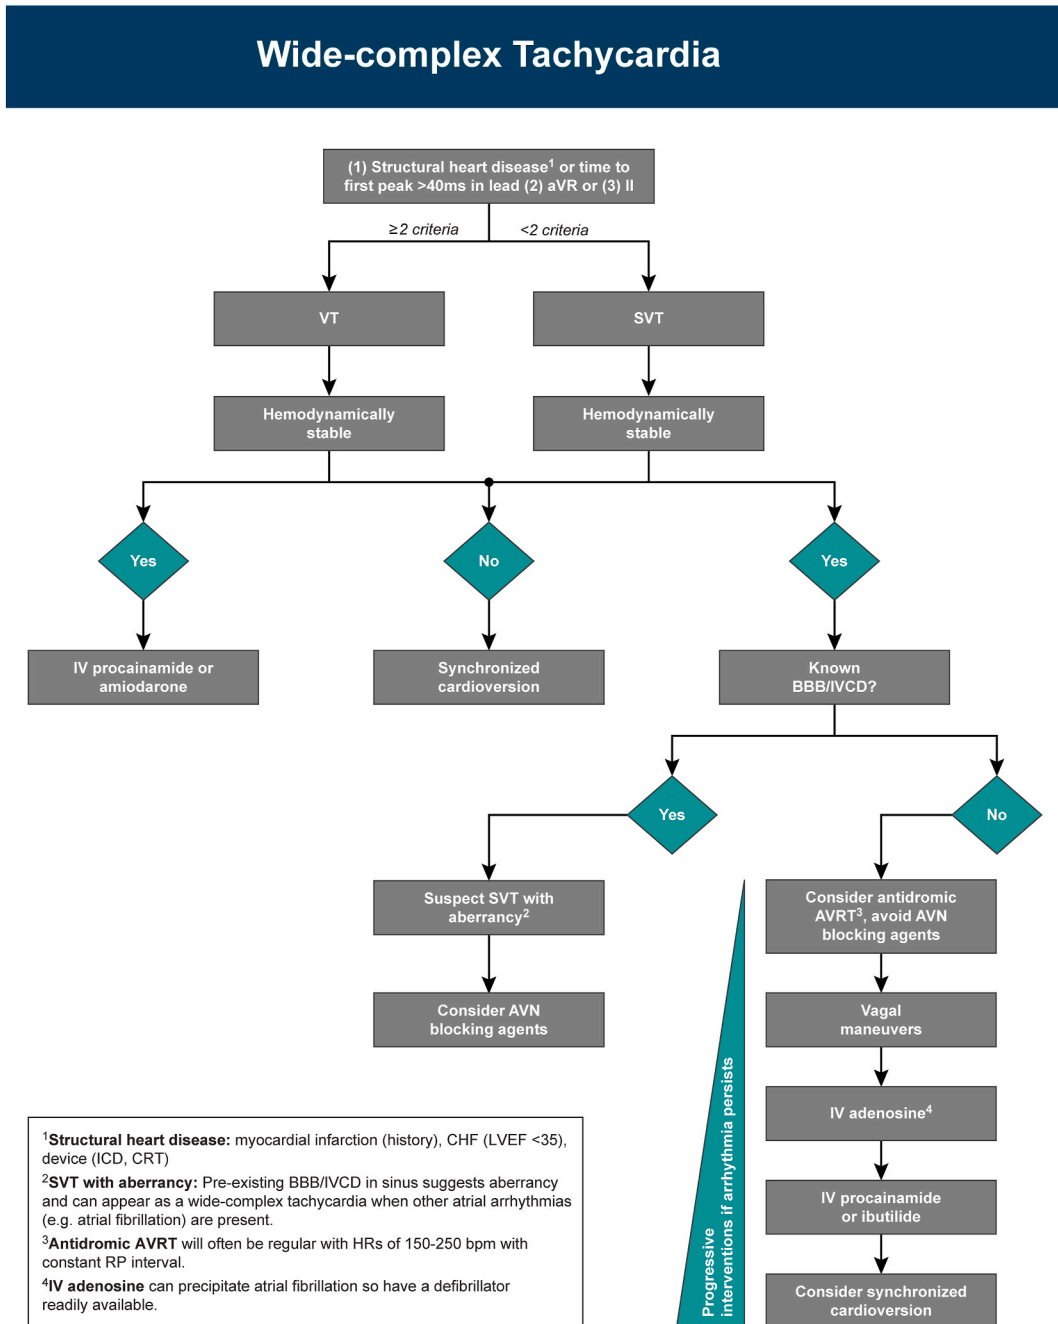 Wide-complex Tachycardia
(1) Structural heart disease¹ or time to
first peak >40ms in lead (2) aVR or (3) II
≥2 criteria
<2 criteria
VT
SVT
Hemodynamically
stable
Hemodynamically
stable
Yes
No
Yes
IV procainamide or
amiodarone
Synchronized
cardioversion
Known
BBB/IVCD?
Yes
No
Suspect SVT with
aberrancy²
Consider AVN
blocking agents
Consider antidromic
AVRT³, avoid AVN
blocking agents
Vagal
maneuvers
IV adenosine⁴
IV procainamide
or ibutilide
Consider synchronized
cardioversion
Progressive
interventions if arrhythmia persists
¹Structural heart disease: myocardial infarction (history), CHF (LVEF <35),
device (ICD, CRT)
²SVT with aberrancy: Pre-existing BBB/IVCD in sinus suggests aberrancy
and can appear as a wide-complex tachycardia when other atrial arrhythmias
(e.g. atrial fibrillation) are present.
³Antidromic AVRT will often be regular with HRs of 150-250 bpm with
constant RP interval.
⁴IV adenosine can precipitate atrial fibrillation so have a defibrillator
readily available.